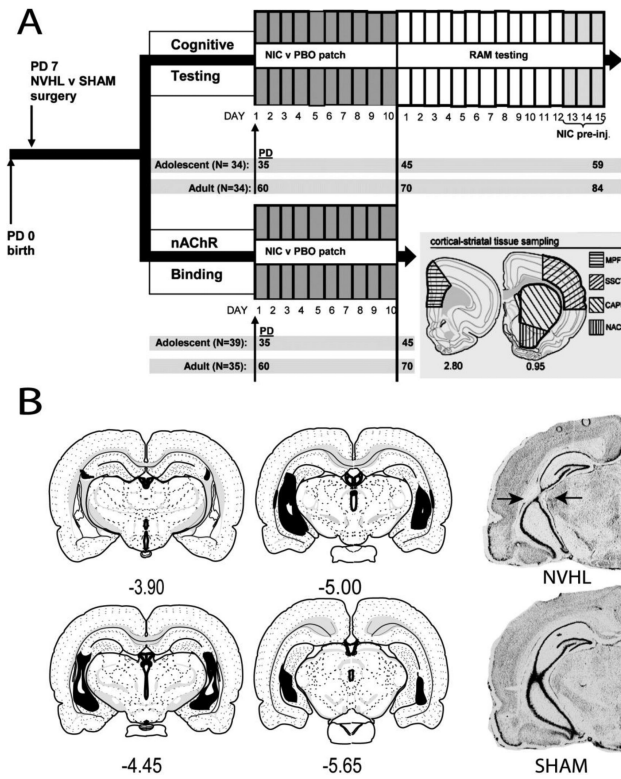 A
PD 7
NVHL v SHAM
surgery
PD 0
birth
Cognitive
Testing
NIC v PBO patch
RAM testing
DAY 1 2 3 4 5 6 7 8 9 10 1 2 3 4 5 6 7 8 9 10 11 12 13 14 15
NIC pre-inj.
PD
Adolescent (N= 34): 35 45 59
Adult (N=34): 60 70 84
nAChR
Binding
NIC v PBO patch
DAY 1 2 3 4 5 6 7 8 9 10
PD
Adolescent (N=39): 35 45
Adult (N=35): 60 70
cortical-striatal tissue sampling
MPF
SSCT
CAP
NAC
2.80 0.95
B
-3.90 -5.00
NVHL
-4.45 -5.65
SHAM